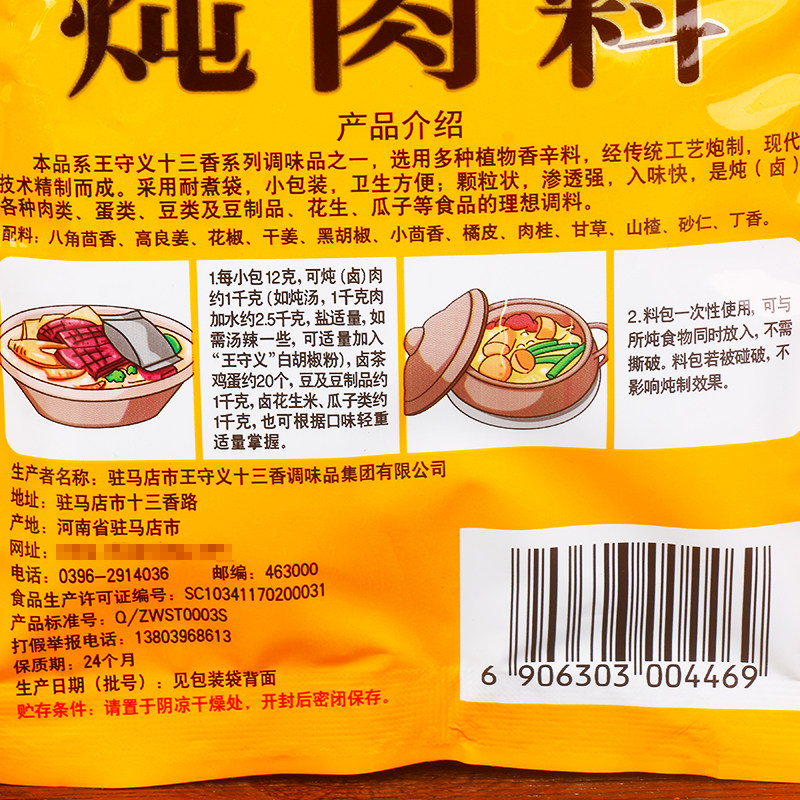 炖肉料
产品介绍
本品系王守义十三香系列调味品之一，选用多种植物香辛料，经传统工艺炮制，现代
技术精制而成。采用耐煮袋，小包装，卫生方便；颗粒状，渗透强，入味快，是炖（卤）
各种肉类、蛋类、豆类及豆制品、花生、瓜子等食品的理想调料。
配料：八角茴香、高良姜、花椒、干姜、黑胡椒、小茴香、橘皮、肉桂、甘草、山楂、砂仁、丁香。
1.每小包12克，可炖（卤）肉
约1千克（如炖汤，1千克肉
加水约2.5千克，盐适量，如
需汤辣一些，可适量加入
“王守义”白胡椒粉），卤茶
鸡蛋约20个，豆及豆制品约
1千克，卤花生米、瓜子类约
1千克，也可根据口味轻重
适量掌握。
2.料包一次性使用，可与
所炖食物同时放入，不需
撕破。料包若被碰破，不
影响炖制效果。
生产者名称：驻马店市王守义十三香调味品集团有限公司
地址：驻马店市十三香路
产地：河南省驻马店市
网址：
电话：0396-2914036 邮编：463000
食品生产许可证编号：SC10341170200031
产品标准号：Q/ZWST0003S
打假举报电话：13803968613
保质期：24个月
生产日期（批号）：见包装袋背面
贮存条件：请置于阴凉干燥处，开封后密闭保存。
6 906303 004469